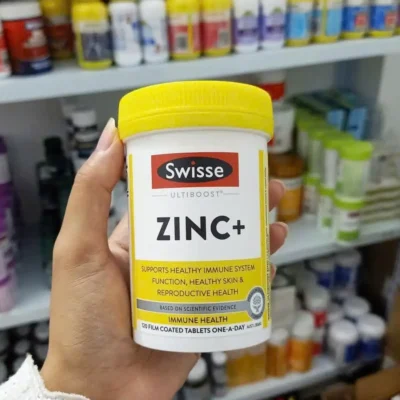 Swisse
ULTIBOOST
ZINC+
SUPPORTS HEALTHY IMMUNE SYSTEM
FUNCTION, HEALTHY SKIN &
REPRODUCTIVE HEALTH
BASED ON SCIENTIFIC EVIDENCE
IMMUNE HEALTH
120 FILM COATED TABLETS ONE-A-DAY